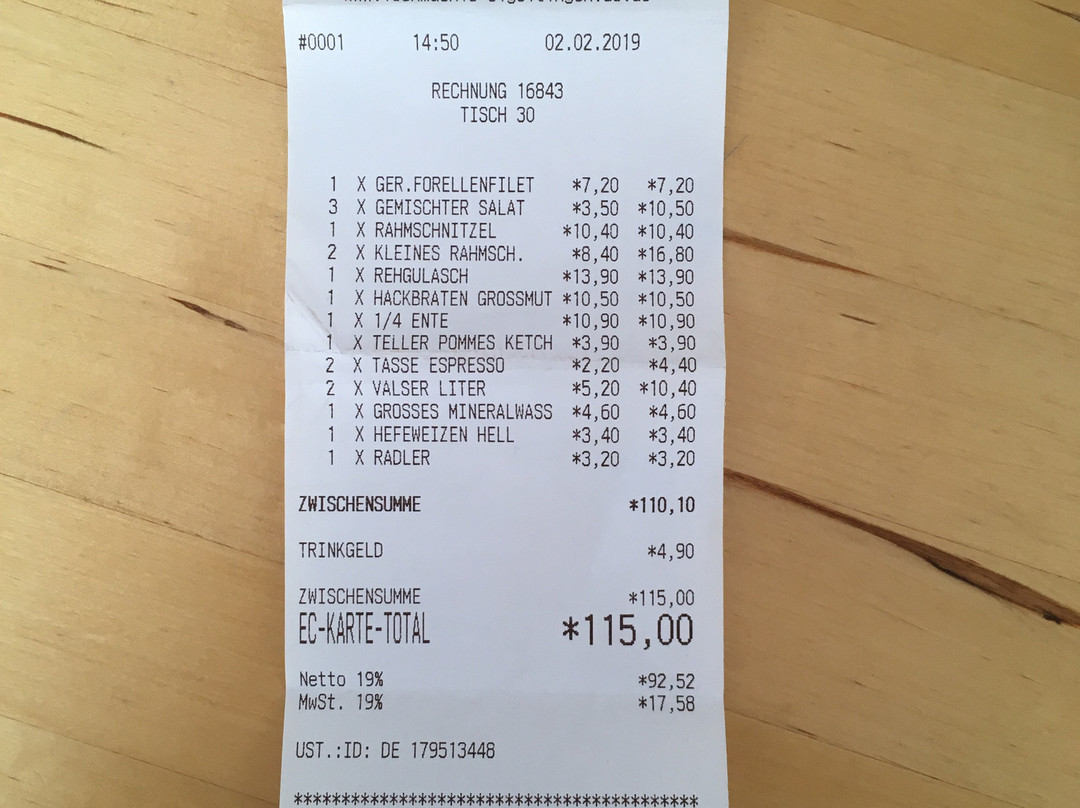 #0001 14:50 02.02.2019
RECHNUNG 16843
TISCH 30
1 X GER.FORELLENFILET *7,20 *7,20
3 X GEMISCHTER SALAT *3,50 *10,50
1 X RAHMSCHNITZEL *10,40 *10,40
2 X KLEINES RAHMSCH. *8,40 *16,80
1 X REHGULASCH *13,90 *13,90
1 X HACKBRATEN GROSSMUT *10,50 *10,50
1 X 1/4 ENTE *10,90 *10,90
1 X TELLER POMMES KETCH *3,90 *3,90
2 X TASSE ESPRESSO *2,20 *4,40
2 X VALSER LITER *5,20 *10,40
1 X GROSSES MINERALWASS *4,60 *4,60
1 X HEFEWEIZEN HELL *3,40 *3,40
1 X RADLER *3,20 *3,20
ZWISCHENSUMME *110,10
TRINKGELD *4,90
ZWISCHENSUMME *115,00
EC-KARTE-TOTAL *115,00
Netto 19% *92,52
MwSt. 19% *17,58
UST.:ID: DE 179513448
*******************************************